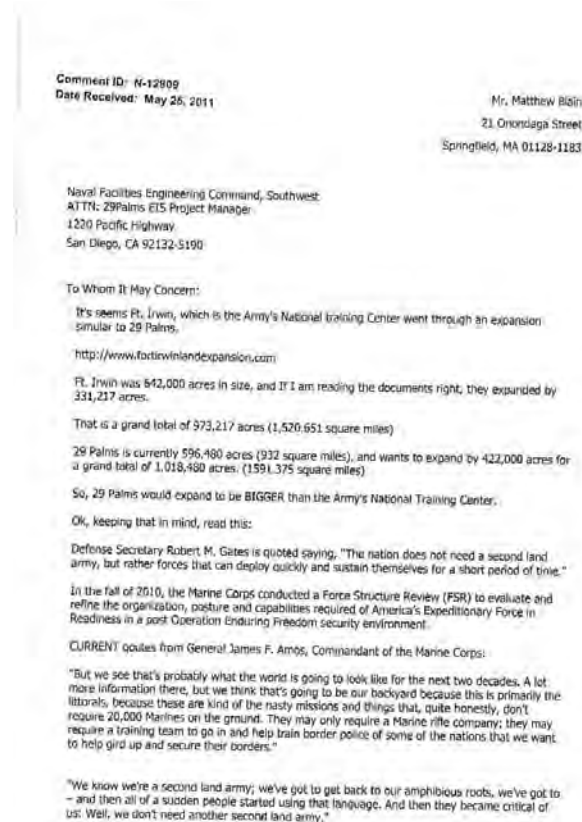 Comment ID: N-12909
Date Received: May 26, 2011
Mr. Matthew Blain
21 Onondaga Street
Springfield, MA 01128-1183
Naval Facilities Engineering Command, Southwest
ATTN: 29Palms EIS Project Manager
1220 Pacific Highway
San Diego, CA 92132-5190
To Whom It May Concern:
It's seems Ft. Irwin, which is the Army's National training Center went through an expansion
simular to 29 Palms.
http://www.fortirwinlandexpansion.com
Ft. Irwin was 642,000 acres in size, and If I am reading the documents right, they expanded by
331,217 acres.
That is a grand total of 973,217 acres (1,520.651 square miles)
29 Palms is currently 596,480 acres (932 square miles), and wants to expand by 422,000 acres for
a grand total of 1,018,480 acres. (1591.375 square miles)
So, 29 Palms would expand to be BIGGER than the Army's National Training Center.
Ok, keeping that in mind, read this:
Defense Secretary Robert M. Gates is quoted saying, "The nation does not need a second land
army, but rather forces that can deploy quickly and sustain themselves for a short period of time."
In the fall of 2010, the Marine Corps conducted a Force Structure Review (FSR) to evaluate and
refine the organization, posture and capabilities required of America's Expeditionary Force in
Readiness in a post Operation Enduring Freedom security environment.
CURRENT qoutes from General James F. Amos, Commandant of the Marine Corps:
"But we see that's probably what the world is going to look like for the next two decades. A lot
more information there, but we think that's going to be our backyard because this is primarily the
littorals, because these are kind of the nasty missions and things that, quite honestly, don't
require 20,000 Marines on the ground. They may only require a Marine rifle company; they may
require a training team to go in and help train border police of some of the nations that we want
to help gird up and secure their borders."
"We know we're a second land army; we've got to get back to our amphibious roots, we've got to
– and then all of a sudden people started using that language. And then they became critical of
us: Well, we don't need another second land army."